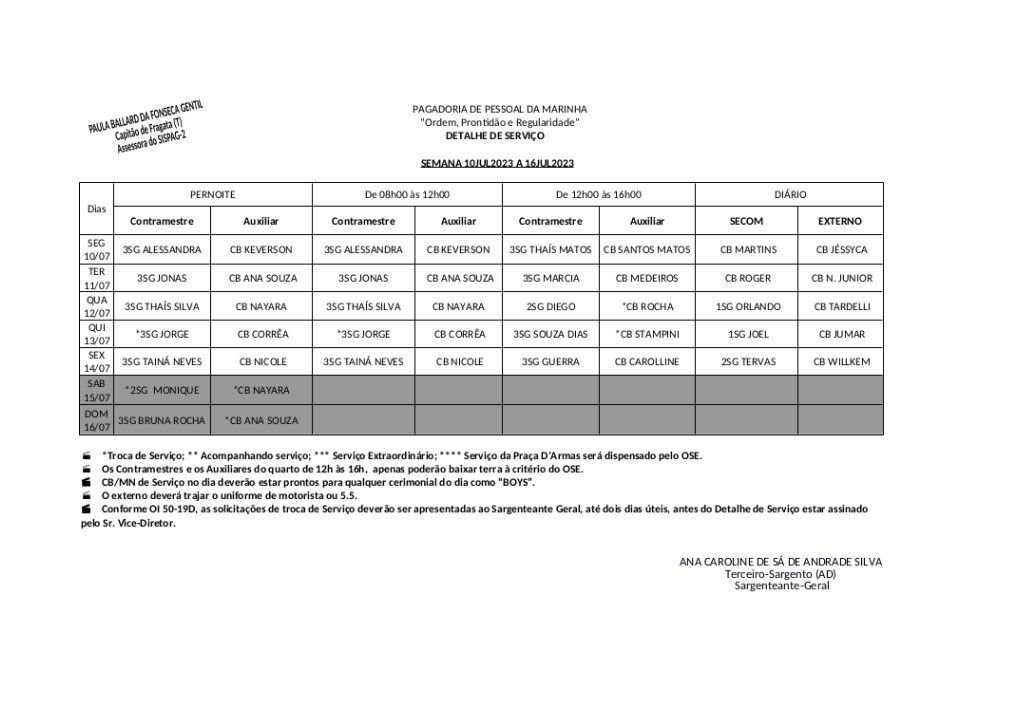 PAULA BALLARD DA FONSECA GENTIL
Capitão de Fragata (T)
Assessora do SISPAG-2
PAGADORIA DE PESSOAL DA MARINHA
"Ordem, Prontidão e Regularidade"
DETALHE DE SERVIÇO
SEMANA 10JUL2023 A 16JUL2023
Dias PERNOITE De 08h00 às 12h00 De 12h00 às 16h00 DIÁRIO
Contramestre Auxiliar Contramestre Auxiliar Contramestre Auxiliar SECOM EXTERNO
SEG 10/07 3SG ALESSANDRA CB KEVERSON 3SG ALESSANDRA CB KEVERSON 3SG THAÍS MATOS CB SANTOS MATOS CB MARTINS CB JÉSSYCA
TER 11/07 3SG JONAS CB ANA SOUZA 3SG JONAS CB ANA SOUZA 3SG MARCIA CB MEDEIROS CB ROGER CB N. JUNIOR
QUA 12/07 3SG THAÍS SILVA CB NAYARA 3SG THAÍS SILVA CB NAYARA 2SG DIEGO *CB ROCHA 1SG ORLANDO CB TARDELLI
QUI 13/07 *3SG JORGE CB CORRÊA *3SG JORGE CB CORRÊA 3SG SOUZA DIAS *CB STAMPINI 1SG JOEL CB JUMAR
SEX 14/07 3SG TAINÁ NEVES CB NICOLE 3SG TAINÁ NEVES CB NICOLE 3SG GUERRA CB CAROLLINE 2SG TERVAS CB WILLKEM
SAB 15/07 *2SG MONIQUE *CB NAYARA
DOM 16/07 3SG BRUNA ROCHA *CB ANA SOUZA
*Troca de Serviço; ** Acompanhando serviço; *** Serviço Extraordinário; **** Serviço da Praça D'Armas será dispensado pelo OSE.
Os Contramestres e os Auxiliares do quarto de 12h às 16h, apenas poderão baixar terra à critério do OSE.
CB/MN de Serviço no dia deverão estar prontos para qualquer cerimonial do dia como "BOYS".
O externo deverá trajar o uniforme de motorista ou 5.5.
Conforme OI 50-19D, as solicitações de troca de Serviço deverão ser apresentadas ao Sargenteante Geral, até dois dias úteis, antes do Detalhe de Serviço estar assinado
pelo Sr. Vice-Diretor.
ANA CAROLINE DE SÁ DE ANDRADE SILVA
Terceiro-Sargento (AD)
Sargenteante-Geral